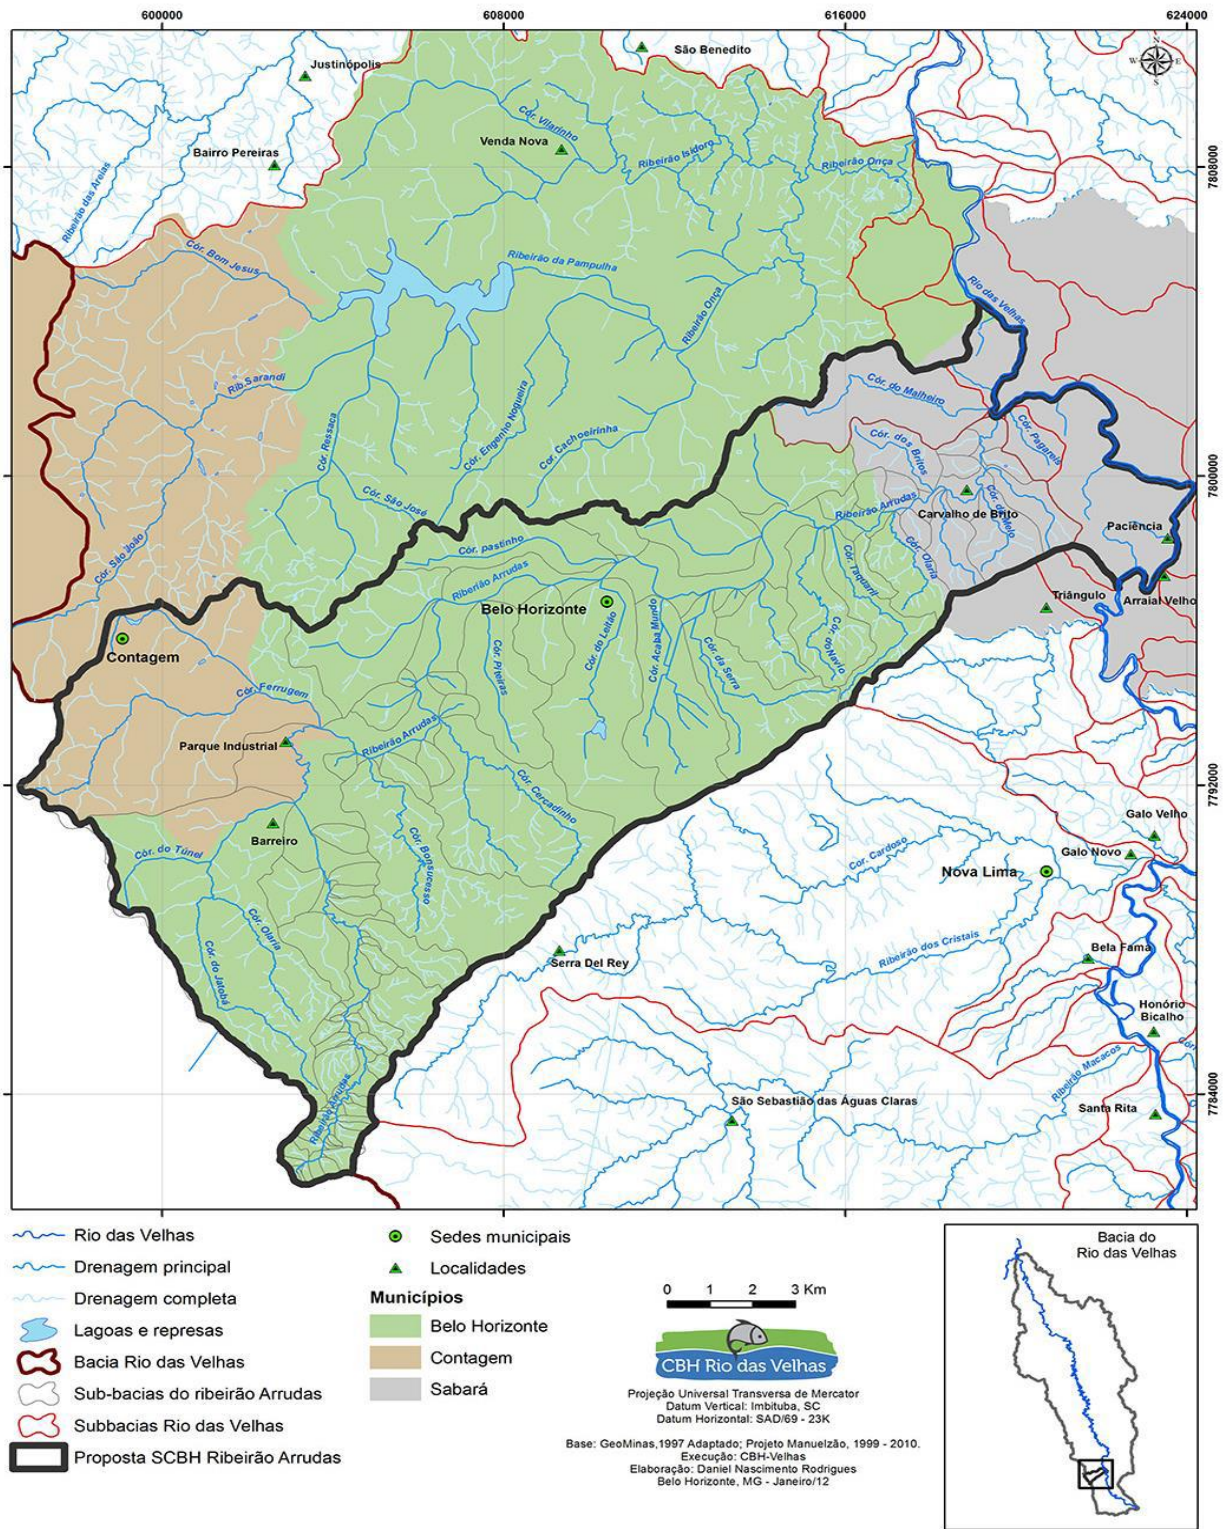 600000
608000
616000
624000
São Benedito
Justinópolis
N
W
E
S
Cór. Vilarinho
Venda Nova
Bairro Pereiras
Ribeirão Isidoro
Ribeirão Onça
7808000
Ribeirão das Areias
Cór. Bom Jesus
Ribeirão da Pampulha
Rio das Velhas
Ribeirão Onça
Rib.Sarandi
Cór. do Malheiro
Cór. Ressaca
Cór. Engenho Nogueira
Cór. Cachoeirinha
Cór. dos Britos
Cór. Pagareis
7800000
Cór. São José
Ribeirão Arrudas
Carvalho de Brito
Cór. do Melo
Paciência
Cór. São João
Cór. pastinho
Cór. Olaria
Cór. Taquaril
Ribeirão Arrudas
Belo Horizonte
Triângulo
Arraial Velho
Contagem
Cór. Piteiras
Cór. do Leitão
Cór. Acaba Mundo
Cór. da Serra
Cór. do Navio
Cór. Ferrugem
Parque Industrial
Ribeirão Arrudas
7792000
Cór. Cercadinho
Galo Velho
Barreiro
Cór. do Túnel
Cór. Bonsucesso
Cor. Cardoso
Galo Novo
Nova Lima
Cór. Olaria
Cór. do Jatobá
Ribeirão dos Cristais
Bela Fama
Serra Del Rey
Honório
Bicalho
Ribeirão Macacos
Ribeirão Arrudas
São Sebastião das Águas Claras
Santa Rita
7784000
Rio das Velhas
Drenagem principal
Drenagem completa
Lagoas e represas
Bacia Rio das Velhas
Sub-bacias do ribeirão Arrudas
Subbacias Rio das Velhas
Proposta SCBH Ribeirão Arrudas
Sedes municipais
Localidades
Municípios
Belo Horizonte
Contagem
Sabará
0 1 2 3 Km
CBH Rio das Velhas
Projeção Universal Transversa de Mercator
Datum Vertical: Imbituba, SC
Datum Horizontal: SAD/69 - 23K
Base: GeoMinas,1997 Adaptado; Projeto Manuelzão, 1999 - 2010.
Execução: CBH-Velhas
Elaboração: Daniel Nascimento Rodrigues
Belo Horizonte, MG - Janeiro/12
Bacia do
Rio das Velhas